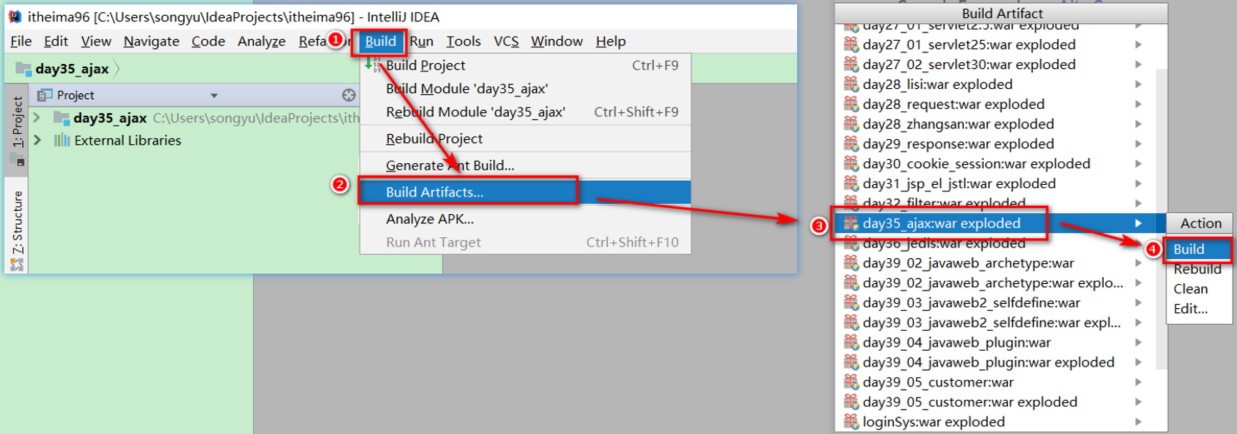 itheima96 [C:\Users\songyu\IdeaProjects\itheima96] - IntelliJ IDEA
File Edit View Navigate Code Analyze Refa 1 Build Run Tools VCS Window Help
day35_ajax
Project
1: Project
day35_ajax C:\Users\songyu\IdeaProjects\ith
External Libraries
Z: Structure
Build Project Ctrl+F9
Build Module 'day35_ajax'
Rebuild Module 'day35_ajax' Ctrl+Shift+F9
Rebuild Project
Generate Ant Build...
2 Build Artifacts...
Analyze APK...
Run Ant Target Ctrl+Shift+F10
Build Artifact
day27_01_servlet25:war exploded
day27_02_servlet30:war exploded
day28_lisi:war exploded
day28_request:war exploded
day28_zhangsan:war exploded
day29_response:war exploded
day30_cookie_session:war exploded
day31_jsp_el_jstl:war exploded
day32_filter:war exploded
3 day35_ajax:war exploded
day36_jedis:war exploded
day39_02_javaweb_archetype:war
day39_02_javaweb_archetype:war explo...
day39_03_javaweb2_selfdefine:war
day39_03_javaweb2_selfdefine:war expl...
day39_04_javaweb_plugin:war
day39_04_javaweb_plugin:war exploded
day39_05_customer:war
day39_05_customer:war exploded
loginSys:war exploded
Action
4 Build
Rebuild
Clean
Edit...